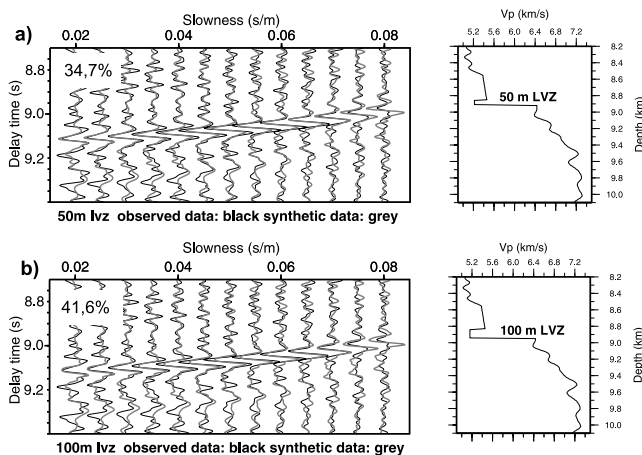 Slowness (s/m)
a)
0.02 0.04 0.06 0.08
34,7%
Delay time (s)
8.8
9.0
9.2
50m lvz observed data: black synthetic data: grey
Vp (km/s)
5.2 5.6 6.0 6.4 6.8 7.2
50 m LVZ
8.2
8.4
8.6
8.8
9.0
9.2
9.4
9.6
9.8
10.0
Depth (km)
Slowness (s/m)
b)
0.02 0.04 0.06 0.08
41,6%
Delay time (s)
8.8
9.0
9.2
100m lvz observed data: black synthetic data: grey
Vp (km/s)
5.2 5.6 6.0 6.4 6.8 7.2
100 m LVZ
8.2
8.4
8.6
8.8
9.0
9.2
9.4
9.6
9.8
10.0
Depth (km)